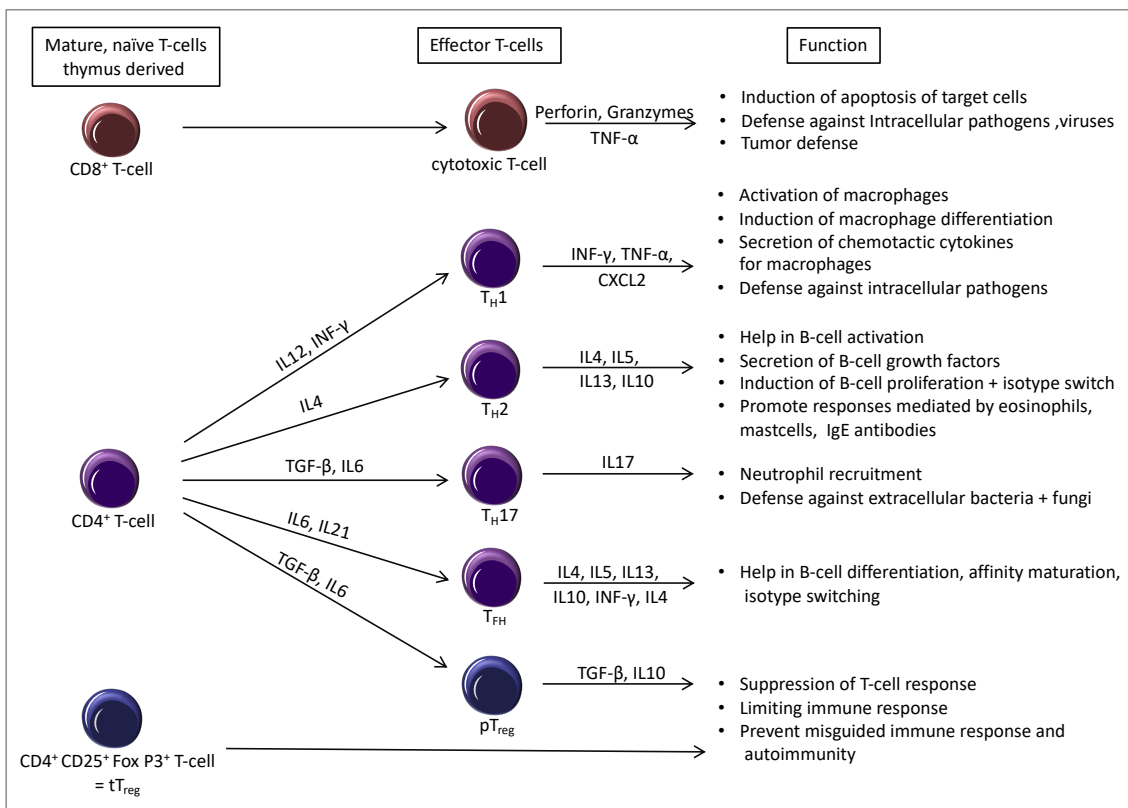 Mature, naïve T-cells
thymus derived
Effector T-cells
Function
CD8⁺ T-cell
cytotoxic T-cell
Perforin, Granzymes
TNF-α
• Induction of apoptosis of target cells
• Defense against Intracellular pathogens ,viruses
• Tumor defense
IL12, INF-γ
T_H1
INF-γ, TNF-α,
CXCL2
• Activation of macrophages
• Induction of macrophage differentiation
• Secretion of chemotactic cytokines
for macrophages
• Defense against intracellular pathogens
IL4
T_H2
IL4, IL5,
IL13, IL10
• Help in B-cell activation
• Secretion of B-cell growth factors
• Induction of B-cell proliferation + isotype switch
• Promote responses mediated by eosinophils,
mastcells, IgE antibodies
CD4⁺ T-cell
TGF-β, IL6
T_H17
IL17
• Neutrophil recruitment
• Defense against extracellular bacteria + fungi
IL6, IL21
T_FH
IL4, IL5, IL13,
IL10, INF-γ, IL4
• Help in B-cell differentiation, affinity maturation,
isotype switching
TGF-β, IL6
pT_reg
TGF-β, IL10
• Suppression of T-cell response
• Limiting immune response
• Prevent misguided immune response and
autoimmunity
CD4⁺ CD25⁺ Fox P3⁺ T-cell
= tT_reg